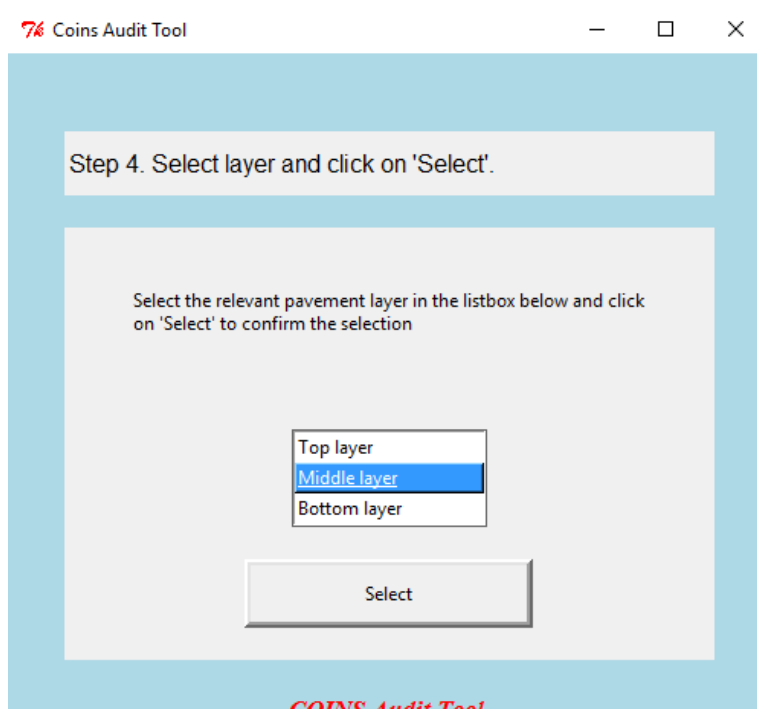 Coins Audit Tool
Step 4. Select layer and click on 'Select'.
Select the relevant pavement layer in the listbox below and click
on 'Select' to confirm the selection
Top layer
Middle layer
Bottom layer
Select
COINS Audit Tool